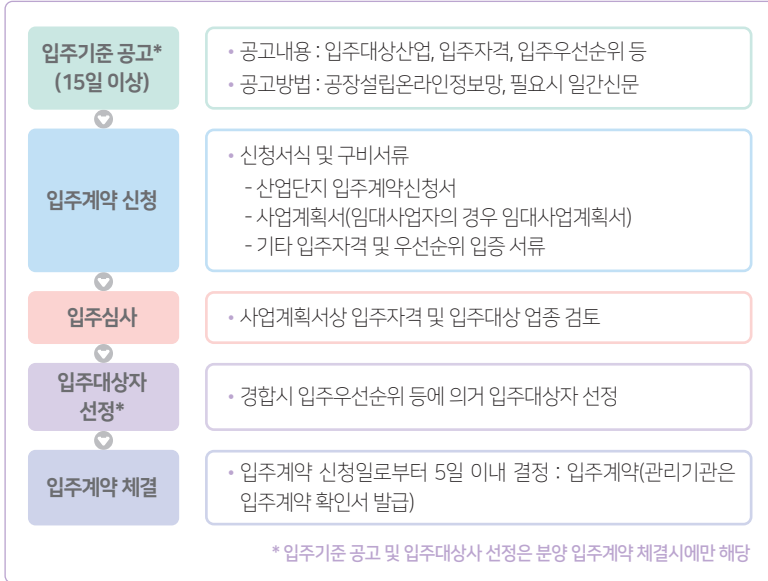 입주기준 공고*
(15일 이상)
• 공고내용 : 입주대상산업, 입주자격, 입주우선순위 등
• 공고방법 : 공장설립온라인정보망, 필요시 일간신문
입주계약 신청
• 신청서식 및 구비서류
- 산업단지 입주계약신청서
- 사업계획서(임대사업자의 경우 임대사업계획서)
- 기타 입주자격 및 우선순위 입증 서류
입주심사
• 사업계획서상 입주자격 및 입주대상 업종 검토
입주대상자
선정*
• 경합시 입주우선순위 등에 의거 입주대상자 선정
입주계약 체결
• 입주계약 신청일로부터 5일 이내 결정 : 입주계약(관리기관은
입주계약 확인서 발급)
* 입주기준 공고 및 입주대상사 선정은 분양 입주계약 체결시에만 해당